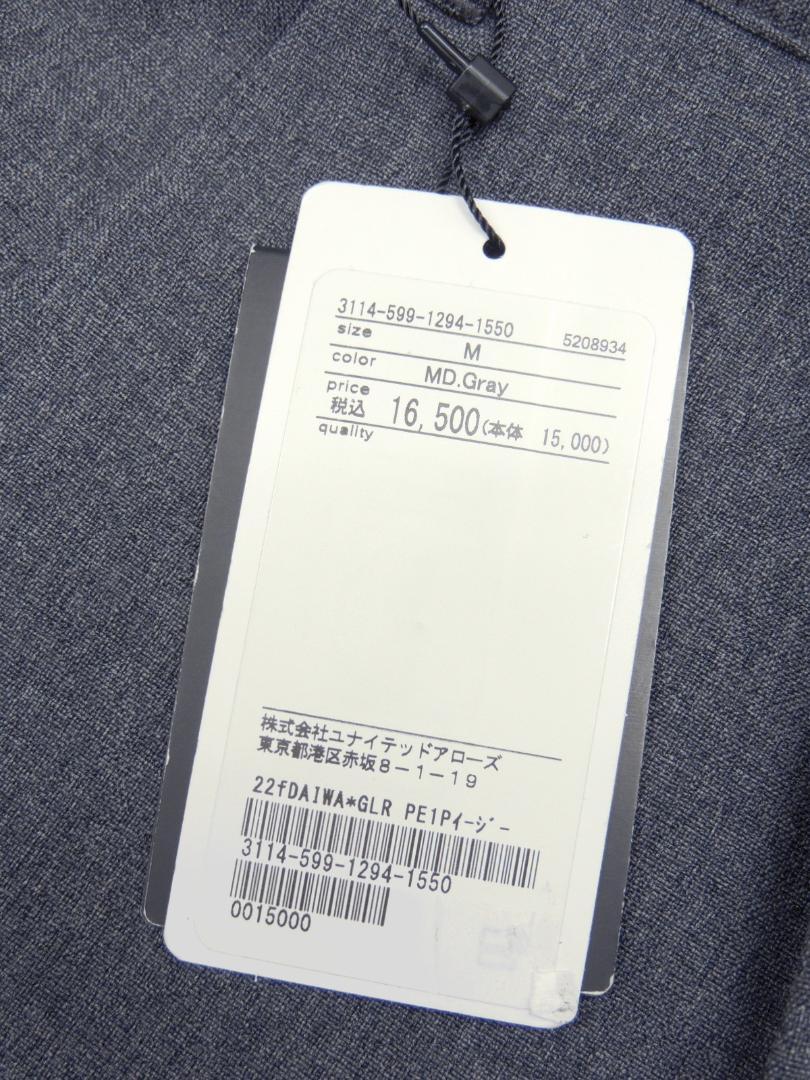 3114-599-1294-1550
size M 5208934
color MD.Gray
price
税込 16,500(本体 15,000)
quality
株式会社ユナイテッドアローズ
東京都港区赤坂8-1-19
22fDAIWA*GLR PE1Pイージー
3114-599-1294-1550
0015000